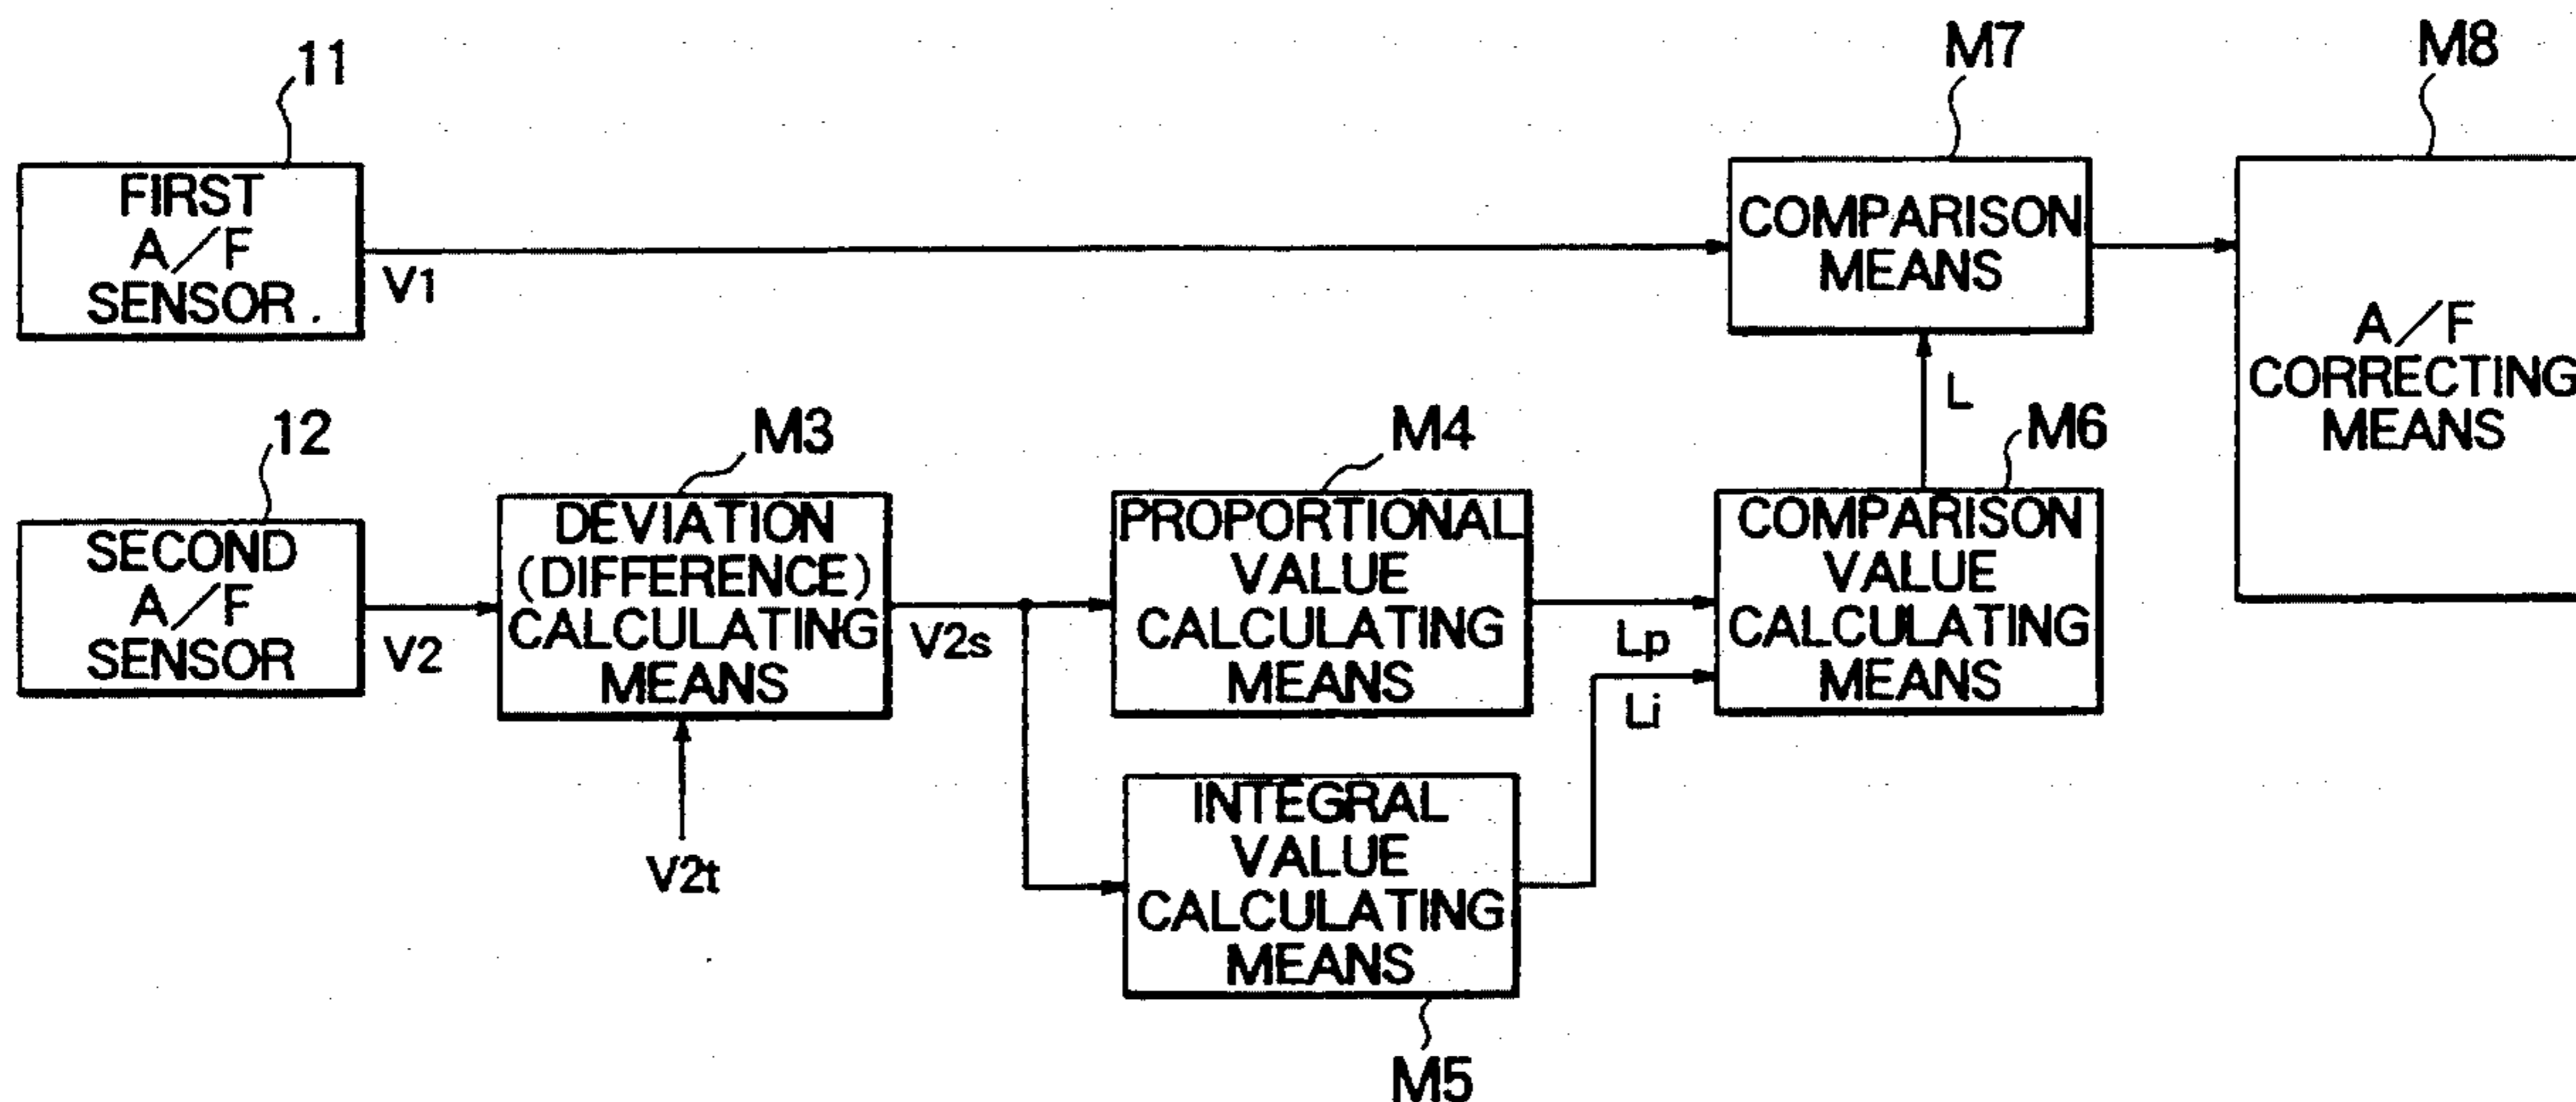 11
FIRST
A/F
SENSOR
V1
M7
COMPARISON
MEANS
M8
A/F
CORRECTING
MEANS
12
SECOND
A/F
SENSOR
V2
M3
DEVIATION
(DIFFERENCE)
CALCULATING
MEANS
V2t
V2s
M4
PROPORTIONAL
VALUE
CALCULATING
MEANS
Lp
INTEGRAL
VALUE
CALCULATING
MEANS
M5
Li
L
M6
COMPARISON
VALUE
CALCULATING
MEANS